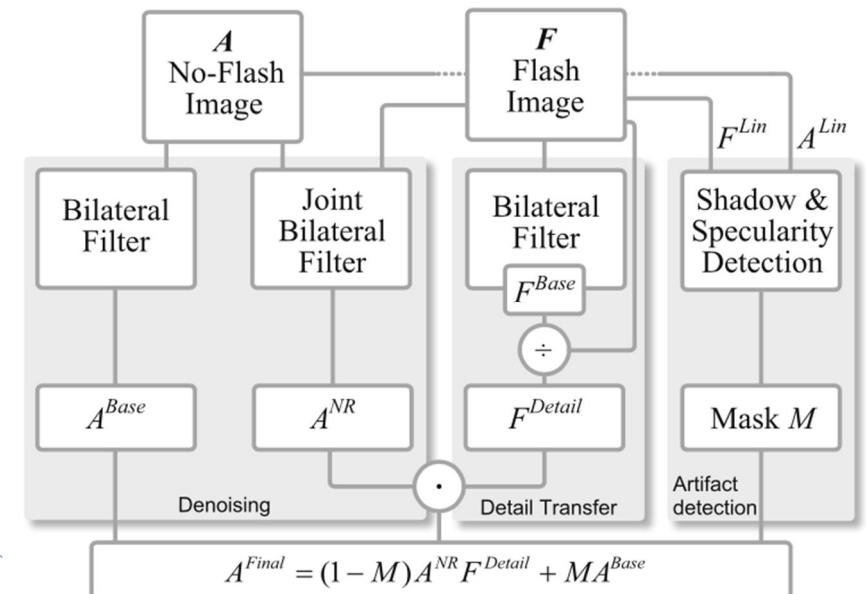 A
No-Flash
Image
F
Flash
Image
F^Lin
A^Lin
Bilateral
Filter
Joint
Bilateral
Filter
Bilateral
Filter
F^Base
÷
Shadow &
Specularity
Detection
A^Base
A^NR
F^Detail
Mask M
·
Denoising
Detail Transfer
Artifact
detection
A^Final = (1 − M) A^NR F^Detail + MA^Base